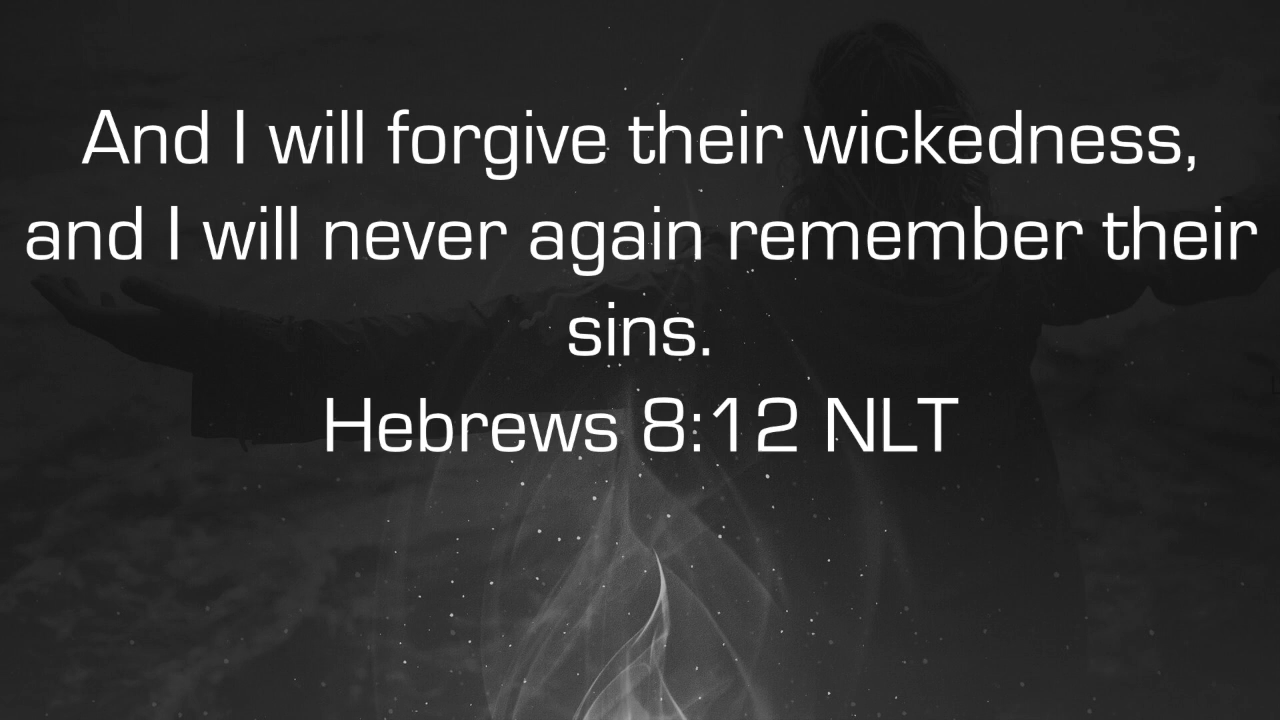 And I will forgive their wickedness,
and I will never again remember their
sins.
Hebrews 8:12 NLT